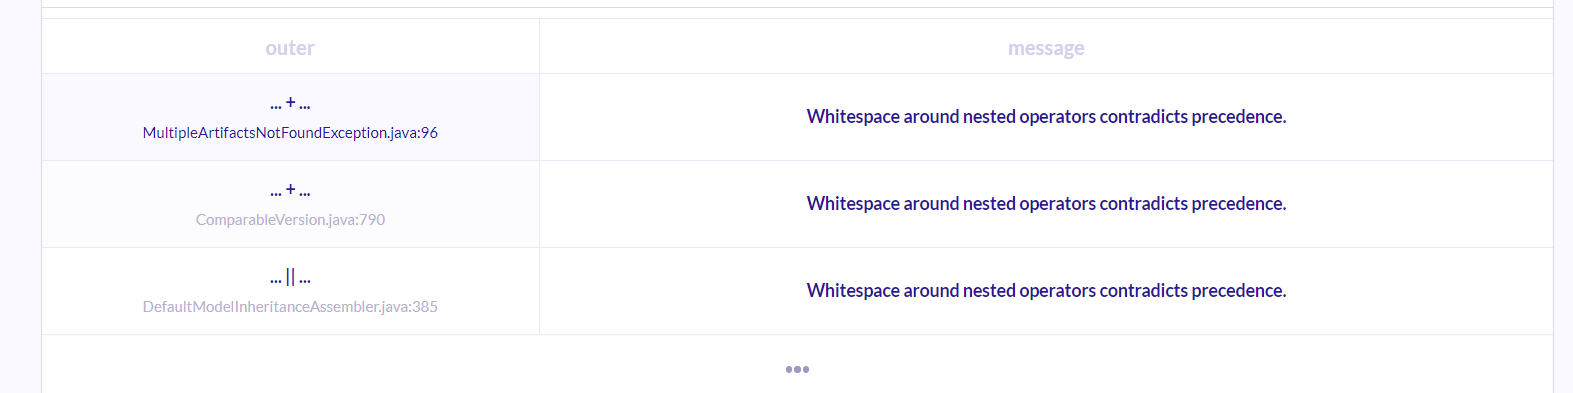 outer message
... + ...
MultipleArtifactsNotFoundException.java:96
Whitespace around nested operators contradicts precedence.
... + ...
ComparableVersion.java:790
Whitespace around nested operators contradicts precedence.
... || ...
DefaultModelInheritanceAssembler.java:385
Whitespace around nested operators contradicts precedence.